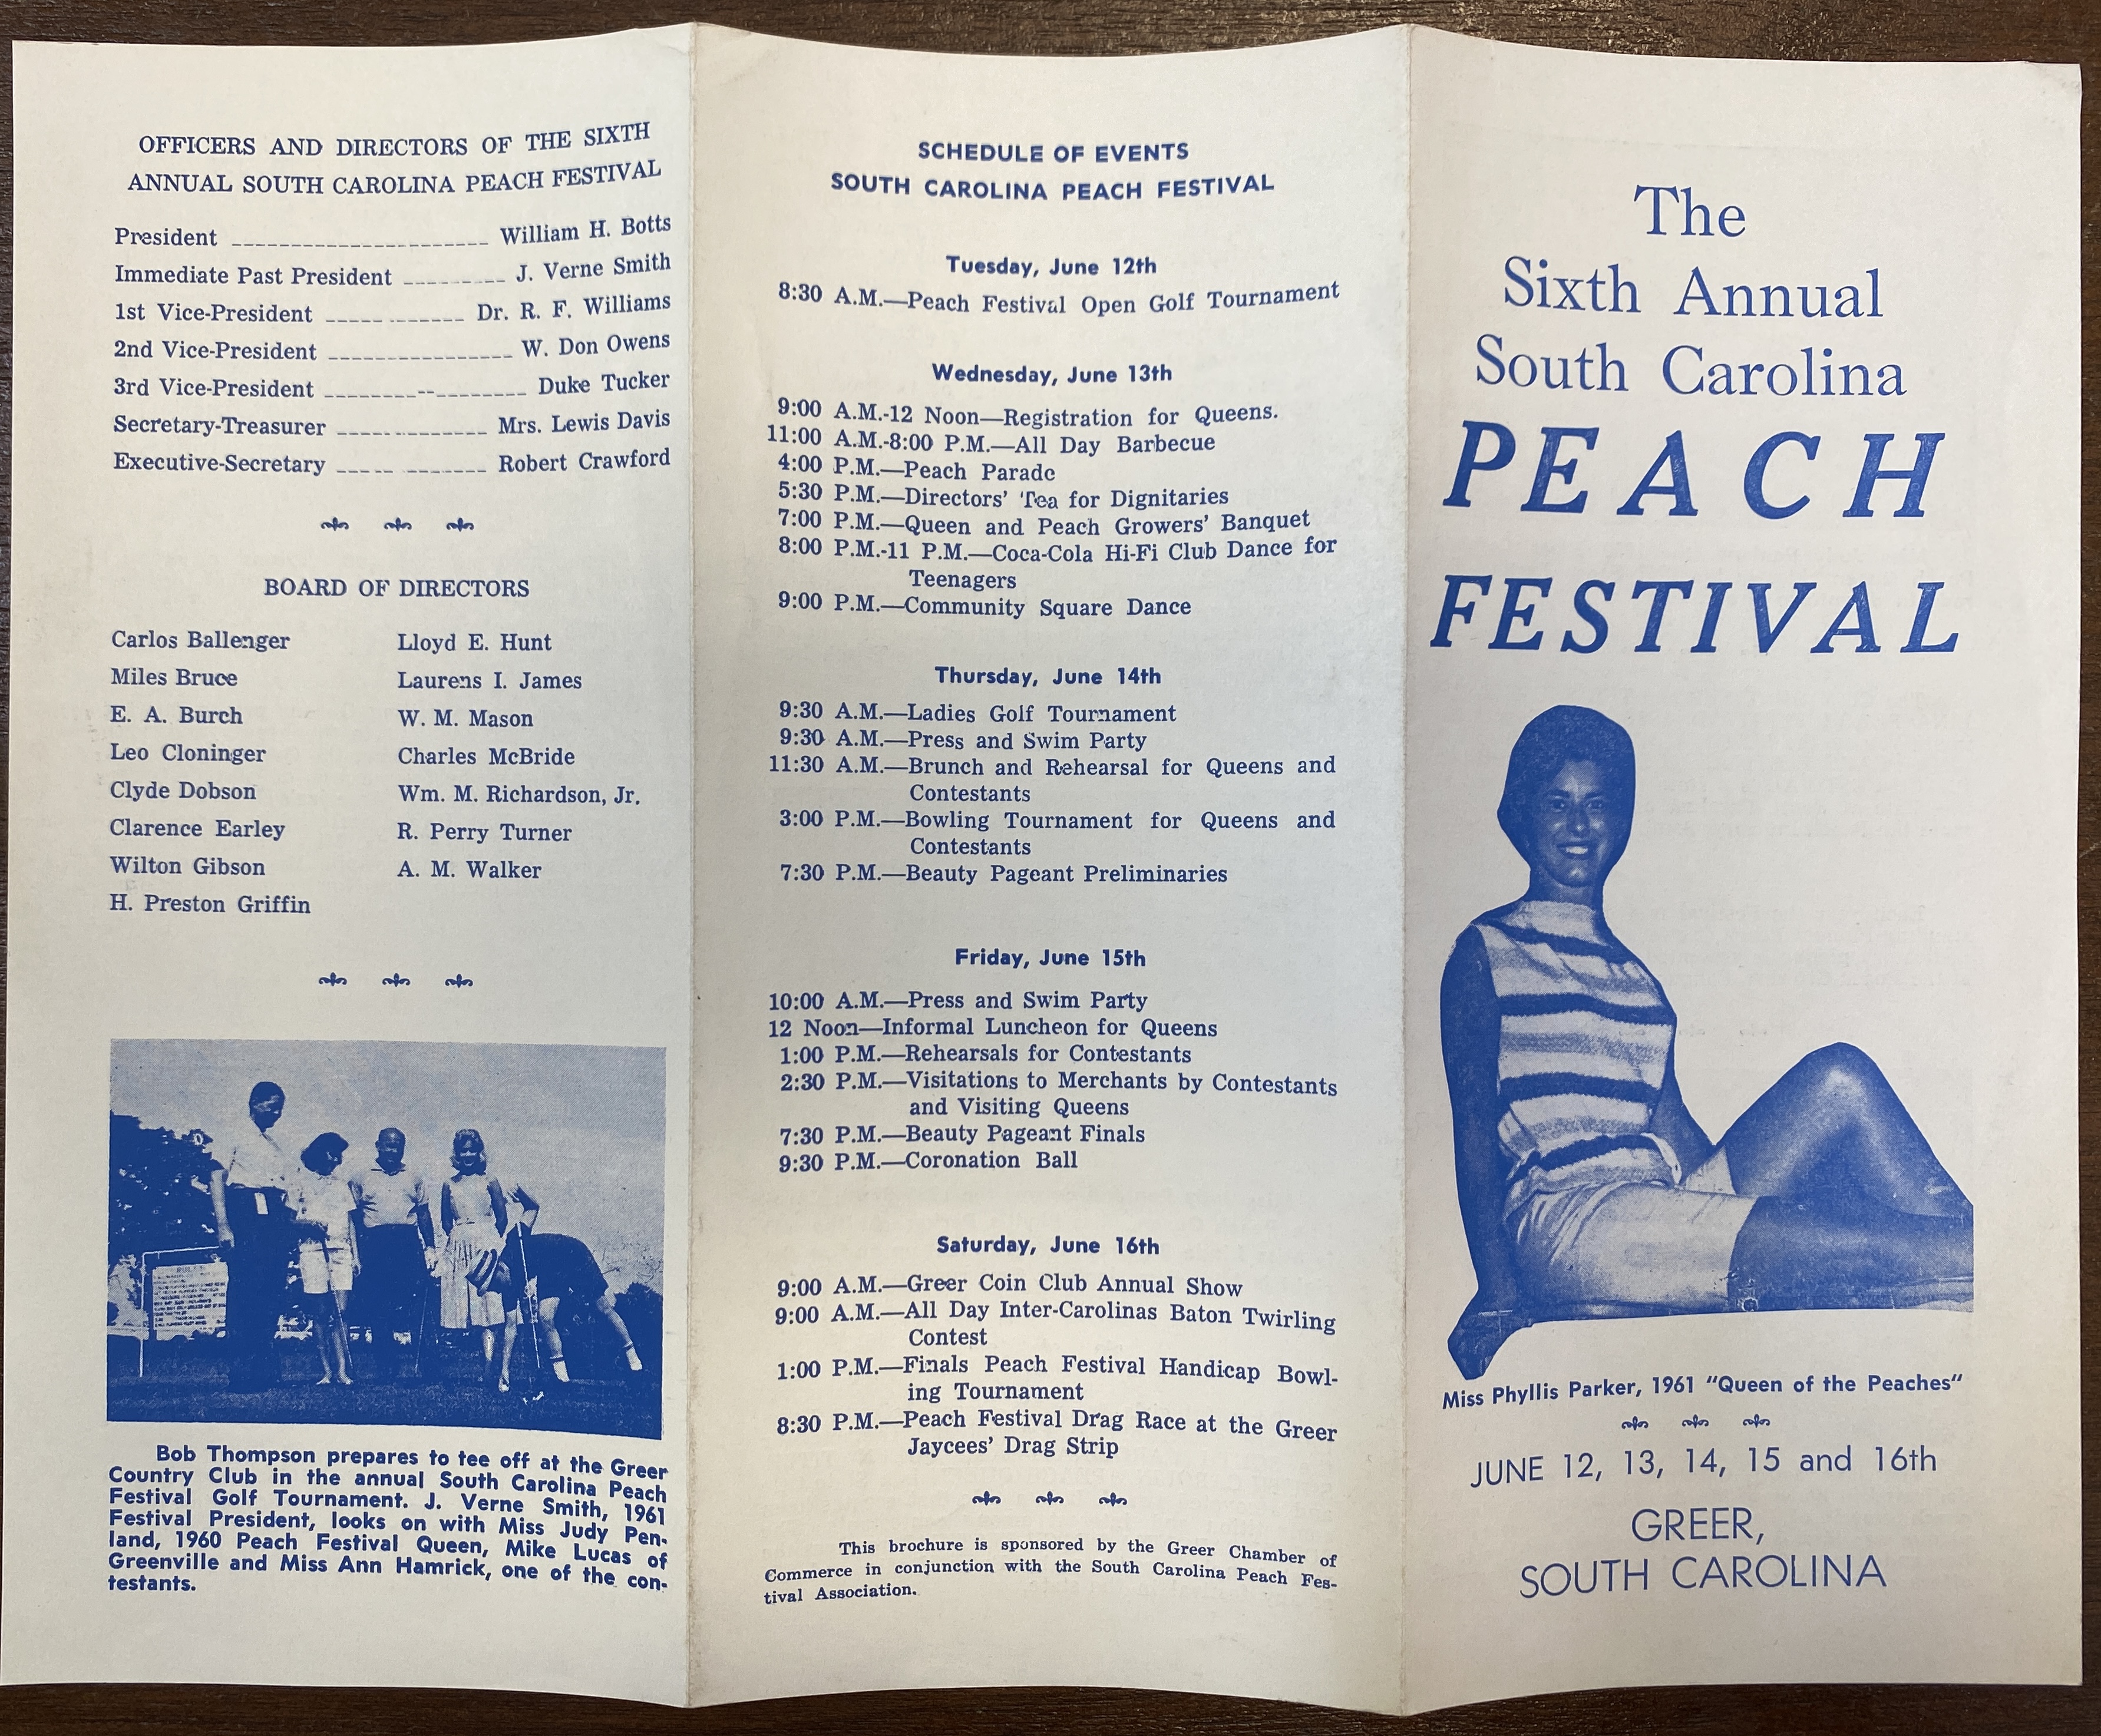 OFFICERS AND DIRECTORS OF THE SIXTH
ANNUAL SOUTH CAROLINA PEACH FESTIVAL
President William H. Botts
Immediate Past President J. Verne Smith
1st Vice-President Dr. R. F. Williams
2nd Vice-President W. Don Owens
3rd Vice-President Duke Tucker
Secretary-Treasurer Mrs. Lewis Davis
Executive-Secretary Robert Crawford
BOARD OF DIRECTORS
Carlos Ballenger
Miles Bruce
E. A. Burch
Leo Cloninger
Clyde Dobson
Clarence Earley
Wilton Gibson
H. Preston Griffin
Lloyd E. Hunt
Laurens I. James
W. M. Mason
Charles McBride
Wm. M. Richardson, Jr.
R. Perry Turner
A. M. Walker
Bob Thompson prepares to tee off at the Greer
Country Club in the annual South Carolina Peach
Festival Golf Tournament. J. Verne Smith, 1961
Festival President, looks on with Miss Judy Pen-
land, 1960 Peach Festival Queen, Mike Lucas of
Greenville and Miss Ann Hamrick, one of the con-
testants.
SCHEDULE OF EVENTS
SOUTH CAROLINA PEACH FESTIVAL
Tuesday, June 12th
8:30 A.M.—Peach Festival Open Golf Tournament
Wednesday, June 13th
9:00 A.M.-12 Noon—Registration for Queens.
11:00 A.M.-8:00 P.M.—All Day Barbecue
4:00 P.M.—Peach Parade
5:30 P.M.—Directors' Tea for Dignitaries
7:00 P.M.—Queen and Peach Growers' Banquet
8:00 P.M.-11 P.M.—Coca-Cola Hi-Fi Club Dance for
Teenagers
9:00 P.M.—Community Square Dance
Thursday, June 14th
9:30 A.M.—Ladies Golf Tournament
9:30 A.M.—Press and Swim Party
11:30 A.M.—Brunch and Rehearsal for Queens and
Contestants
3:00 P.M.—Bowling Tournament for Queens and
Contestants
7:30 P.M.—Beauty Pageant Preliminaries
Friday, June 15th
10:00 A.M.—Press and Swim Party
12 Noon—Informal Luncheon for Queens
1:00 P.M.—Rehearsals for Contestants
2:30 P.M.—Visitations to Merchants by Contestants
and Visiting Queens
7:30 P.M.—Beauty Pageant Finals
9:30 P.M.—Coronation Ball
Saturday, June 16th
9:00 A.M.—Greer Coin Club Annual Show
9:00 A.M.—All Day Inter-Carolinas Baton Twirling
Contest
1:00 P.M.—Finals Peach Festival Handicap Bowl-
ing Tournament
8:30 P.M.—Peach Festival Drag Race at the Greer
Jaycees' Drag Strip
This brochure is sponsored by the Greer Chamber of
Commerce in conjunction with the South Carolina Peach Fes-
tival Association.
The
Sixth Annual
South Carolina
PEACH
FESTIVAL
Miss Phyllis Parker, 1961 "Queen of the Peaches"
JUNE 12, 13, 14, 15 and 16th
GREER,
SOUTH CAROLINA